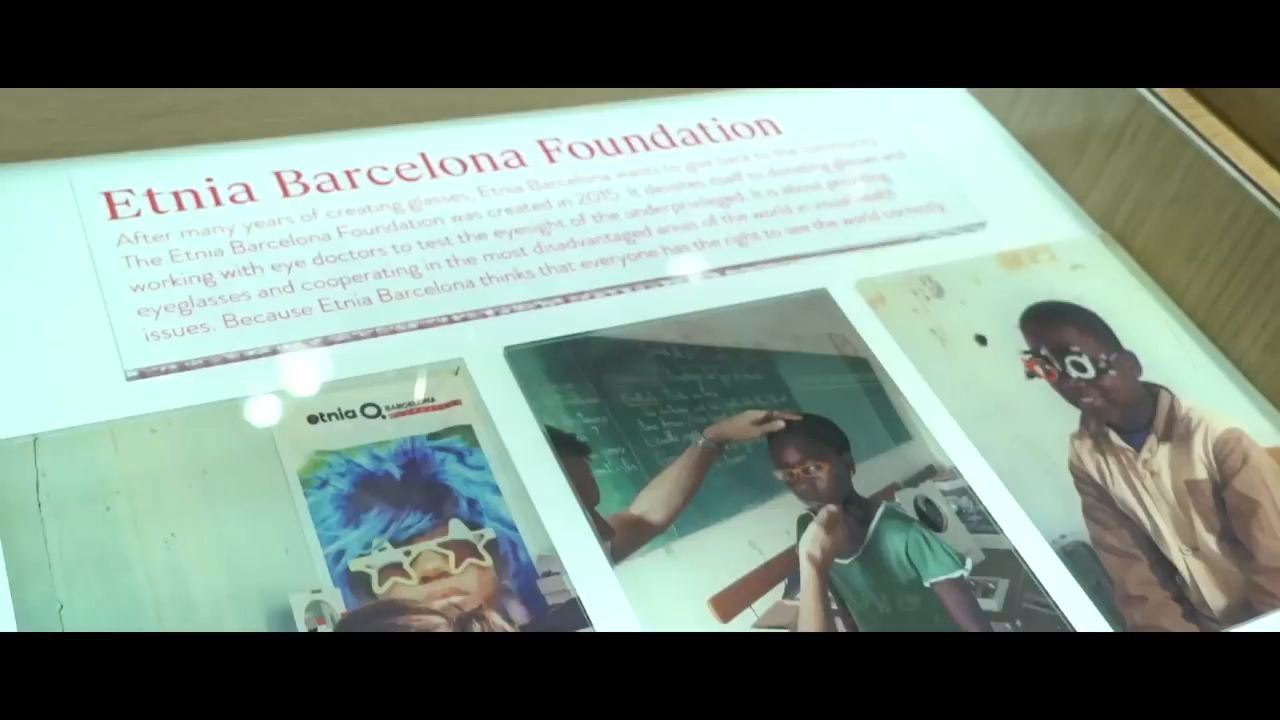 Etnia Barcelona Foundation
After many years of creating glasses, Etnia Barcelona wants to give back to the community.
The Etnia Barcelona Foundation was created in 2015. It devotes itself to donating glasses and
working with eye doctors to test the eyesight of the underprivileged. It is about providing
eyeglasses and cooperating in the most disadvantaged areas of the world in visual health
issues. Because Etnia Barcelona thinks that everyone has the right to see the world correctly.
etnia BARCELONA